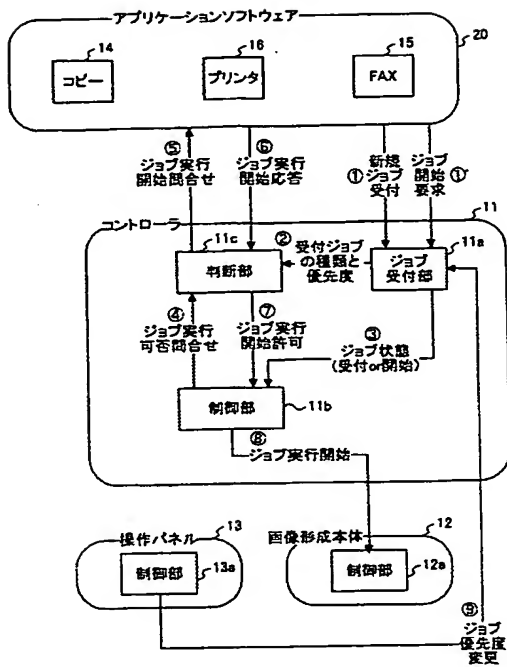 アプリケーションソフトウェア
20
14
コピー
16
プリンタ
15
FAX
⑤
ジョブ実行
開始問合せ
⑥
ジョブ実行
開始応答
新規
①ジョブ
受付
ジョブ
開始①'
要求
コントローラ
11
11c
判断部
②
受付ジョブ
の種類と
優先度
11a
ジョブ
受付部
④
ジョブ実行
可否問合せ
⑦
ジョブ実行
開始許可
③
ジョブ状態
(受付or開始)
制御部
11b
⑧
ジョブ実行開始
操作パネル
13
制御部
13a
画像形成本体
12
制御部
12a
⑨
ジョブ
優先度
変更